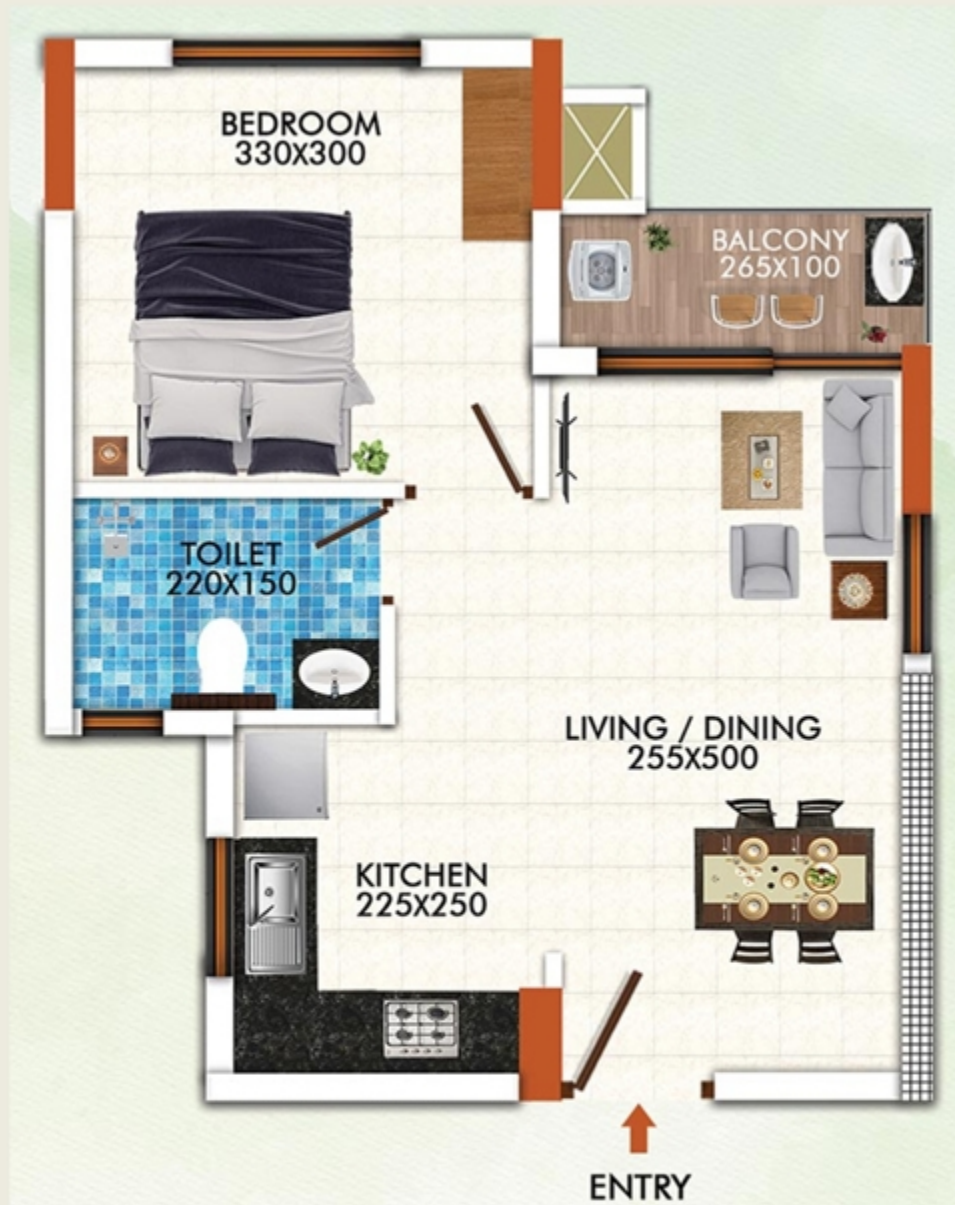 BEDROOM
330X300
BALCONY
265X100
TOILET
220X150
LIVING / DINING
255X500
KITCHEN
225X250
ENTRY